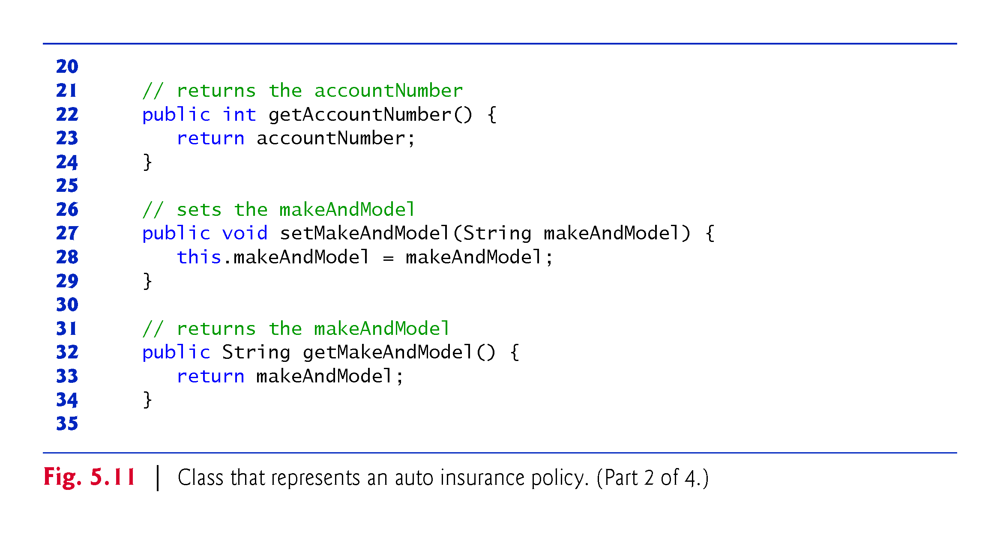 20
21 // returns the accountNumber
22 public int getAccountNumber() {
23 return accountNumber;
24 }
25
26 // sets the makeAndModel
27 public void setMakeAndModel(String makeAndModel) {
28 this.makeAndModel = makeAndModel;
29 }
30
31 // returns the makeAndModel
32 public String getMakeAndModel() {
33 return makeAndModel;
34 }
35
Fig. 5.11 | Class that represents an auto insurance policy. (Part 2 of 4.)